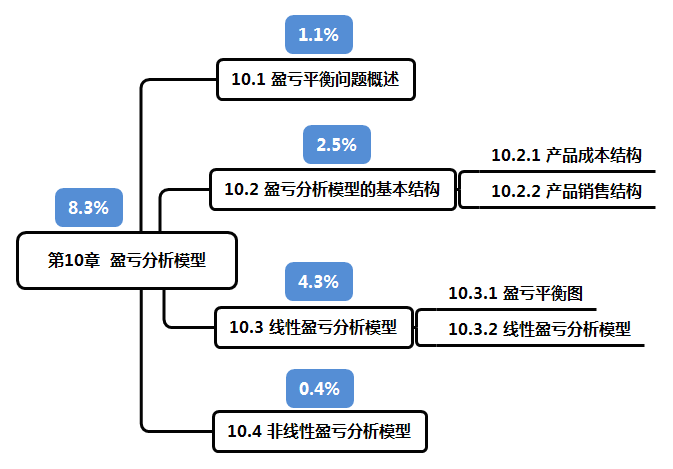 1.1%
10.1 盈亏平衡问题概述
2.5%
10.2 盈亏分析模型的基本结构
10.2.1 产品成本结构
10.2.2 产品销售结构
8.3%
第10章 盈亏分析模型
4.3%
10.3 线性盈亏分析模型
10.3.1 盈亏平衡图
10.3.2 线性盈亏分析模型
0.4%
10.4 非线性盈亏分析模型